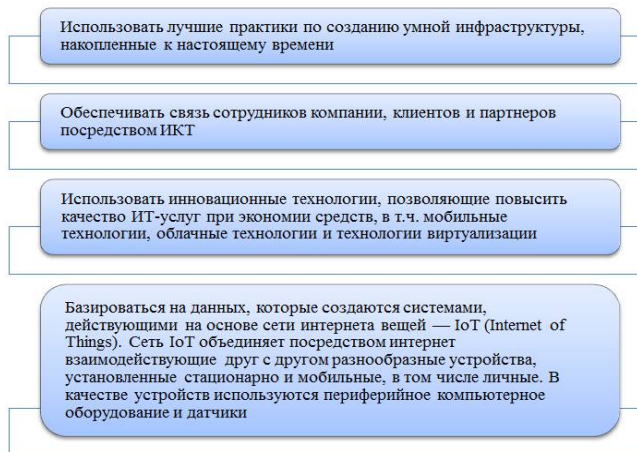 Использовать лучшие практики по созданию умной инфраструктуры,
накопленные к настоящему времени
Обеспечивать связь сотрудников компании, клиентов и партнеров
посредством ИКТ
Использовать инновационные технологии, позволяющие повысить
качество ИТ-услуг при экономии средств, в т.ч. мобильные
технологии, облачные технологии и технологии виртуализации
Базироваться на данных, которые создаются системами,
действующими на основе сети интернета вещей — IoT (Internet of
Things). Сеть IoT объединяет посредством интернет
взаимодействующие друг с другом разнообразные устройства,
установленные стационарно и мобильные, в том числе личные. В
качестве устройств используются периферийное компьютерное
оборудование и датчики